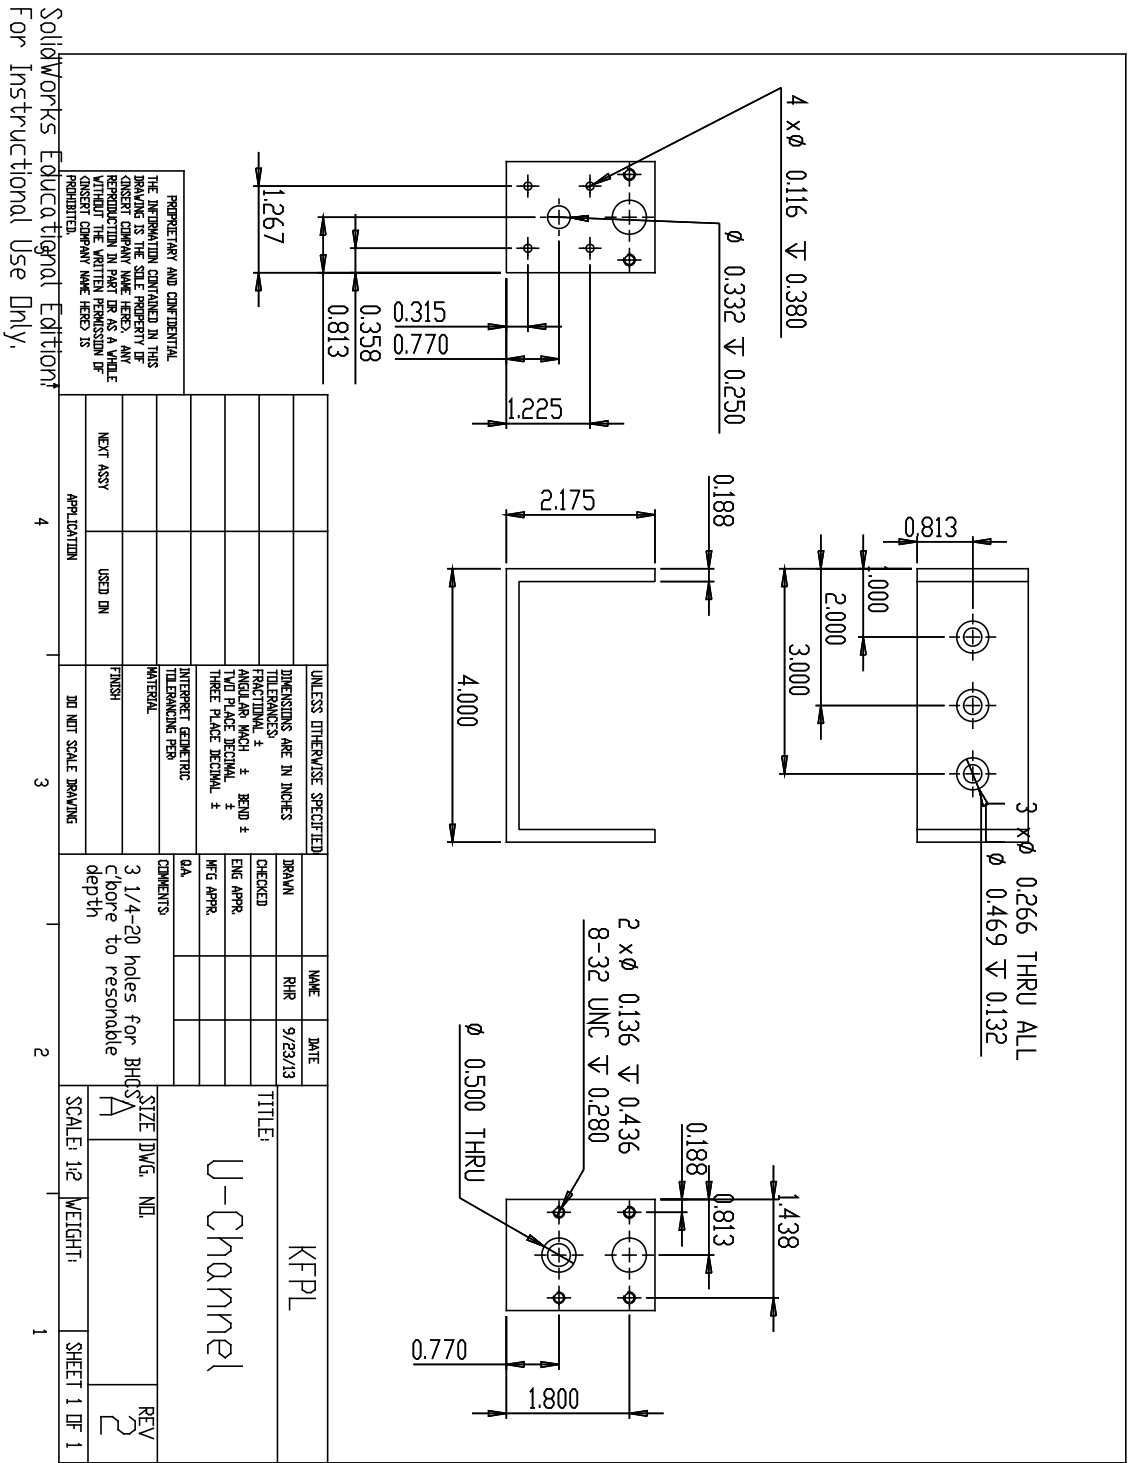 4 xø 0.116 ↧ 0.380
ø 0.332 ↧ 0.250
1.267
0.358
0.813
0.315
0.770
1.225
0.188
2.175
4.000
0.813
1.000
2.000
3.000
3 xø 0.266 THRU ALL
ø 0.469 ↧ 0.132
2 xø 0.136 ↧ 0.436
8-32 UNC ↧ 0.280
ø 0.500 THRU
0.188
0.813
1.438
0.770
1.800
PROPRIETARY AND CONFIDENTIAL
THE INFORMATION CONTAINED IN THIS
DRAWING IS THE SOLE PROPERTY OF
<INSERT COMPANY NAME HERE>. ANY
REPRODUCTION IN PART OR AS A WHOLE
WITHOUT THE WRITTEN PERMISSION OF
<INSERT COMPANY NAME HERE> IS
PROHIBITED.
NEXT ASSY
USED ON
APPLICATION
UNLESS OTHERWISE SPECIFIED:
DIMENSIONS ARE IN INCHES
TOLERANCES:
FRACTIONAL ±
ANGULAR: MACH ± BEND ±
TWO PLACE DECIMAL ±
THREE PLACE DECIMAL ±
INTERPRET GEOMETRIC
TOLERANCING PER:
MATERIAL
FINISH
DO NOT SCALE DRAWING
NAME
DATE
DRAWN
RHR
9/23/13
CHECKED
ENG APPR.
MFG APPR.
Q.A.
COMMENTS:
3 1/4-20 holes for BHCS
c'bore to resonable
depth
KFPL
TITLE:
U-Channel
SIZE
A
DWG. NO.
REV
2
SCALE: 1:2
WEIGHT:
SHEET 1 OF 1
4
3
2
1
SolidWorks Educational Edition.
For Instructional Use Only.